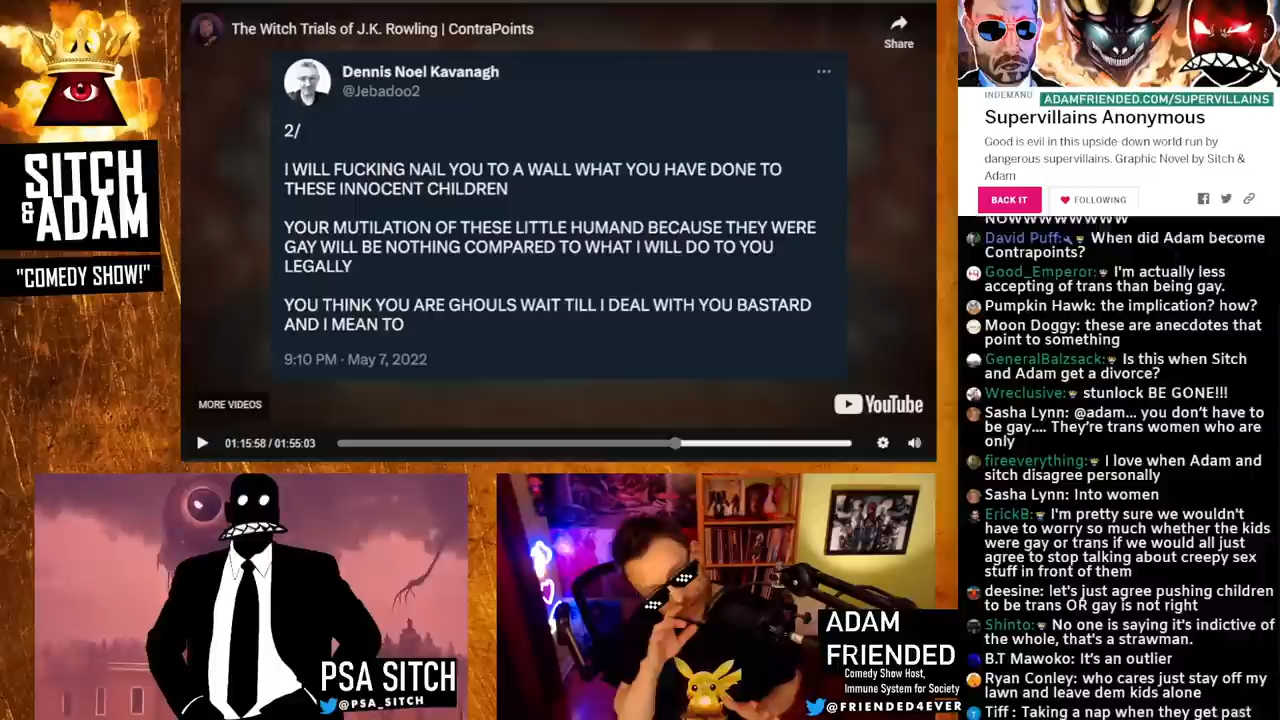 SITCH
& ADAM
"COMEDY SHOW!"
The Witch Trials of J.K. Rowling | ContraPoints
Share
Dennis Noel Kavanagh
@Jebadoo2
2/
I WILL FUCKING NAIL YOU TO A WALL WHAT YOU HAVE DONE TO
THESE INNOCENT CHILDREN
YOUR MUTILATION OF THESE LITTLE HUMAND BECAUSE THEY WERE
GAY WILL BE NOTHING COMPARED TO WHAT I WILL DO TO YOU
LEGALLY
YOU THINK YOU ARE GHOULS WAIT TILL I DEAL WITH YOU BASTARD
AND I MEAN TO
9:10 PM · May 7, 2022
MORE VIDEOS
YouTube
01:15:58 / 01:55:03
PSA SITCH
@PSA_SITCH
ADAM
FRIENDED
Comedy Show Host,
Immune System for Society
@FRIENDED4EVER
INDEMAND
ADAMFRIENDED.COM/SUPERVILLAINS
Supervillains Anonymous
Good is evil in this upside-down world run by
dangerous supervillains. Graphic Novel by Sitch &
Adam
BACK IT
FOLLOWING
David Puff: When did Adam become
Contrapoints?
Good_Emperor: I'm actually less
accepting of trans than being gay.
Pumpkin Hawk: the implication? how?
Moon Doggy: these are anecdotes that
point to something
GeneralBalzsack: Is this when Sitch
and Adam get a divorce?
Wreclusive: stunlock BE GONE!!!
Sasha Lynn: @adam... you don't have to
be gay.... They're trans women who are
only
fireeverything: I love when Adam and
sitch disagree personally
Sasha Lynn: Into women
ErickB: I'm pretty sure we wouldn't
have to worry so much whether the kids
were gay or trans if we would all just
agree to stop talking about creepy sex
stuff in front of them
deesine: let's just agree pushing children
to be trans OR gay is not right
Shinto: No one is saying it's indictive of
the whole, that's a strawman.
B.T Mawoko: It's an outlier
Ryan Conley: who cares just stay off my
lawn and leave dem kids alone
Tiff : Taking a nap when they get past